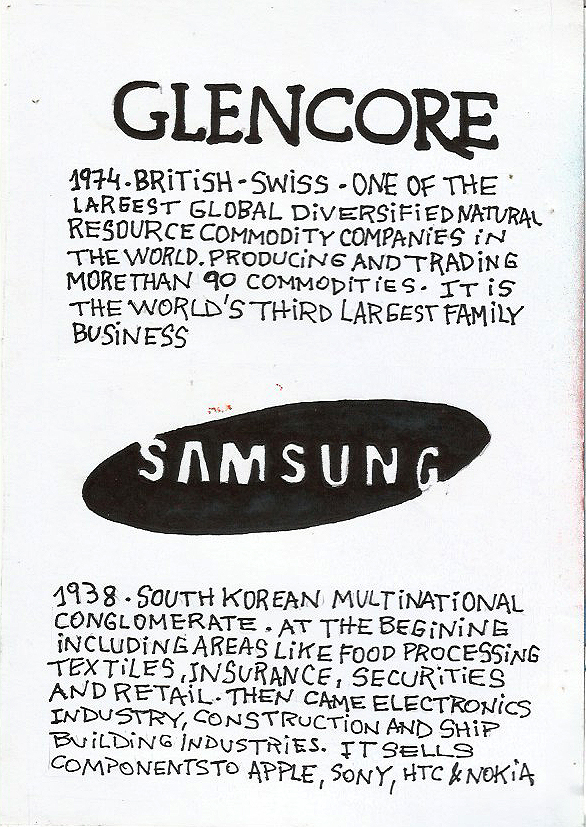 GLENCORE
1974. BRITISH - SWISS - ONE OF THE
LARGEST GLOBAL DIVERSIFIED NATURAL
RESOURCE COMMODITY COMPANIES IN
THE WORLD. PRODUCING AND TRADING
MORE THAN 90 COMMODITIES. IT IS
THE WORLD'S THIRD LARGEST FAMILY
BUSINESS
SAMSUNG
1938. SOUTH KOREAN MULTINATIONAL
CONGLOMERATE. AT THE BEGINING
INCLUDING AREAS LIKE FOOD PROCESSING
TEXTILES, INSURANCE, SECURITIES
AND RETAIL. THEN CAME ELECTRONICS
INDUSTRY, CONSTRUCTION AND SHIP
BUILDING INDUSTRIES. IT SELLS
COMPONENTSTO APPLE, SONY, HTC & NOKIA